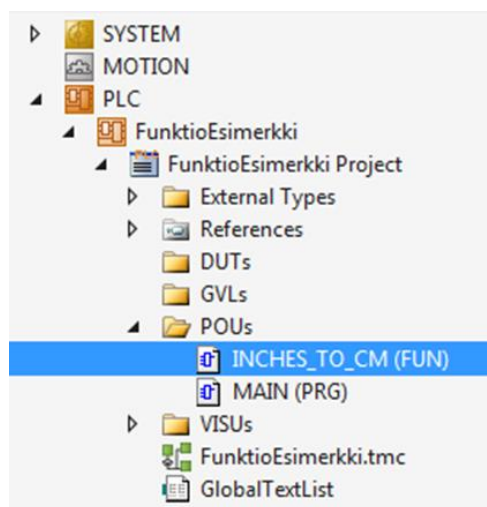 SYSTEM
MOTION
PLC
FunktioEsimerkki
FunktioEsimerkki Project
External Types
References
DUTs
GVLs
POUs
INCHES_TO_CM (FUN)
MAIN (PRG)
VISUs
FunktioEsimerkki.tmc
GlobalTextList